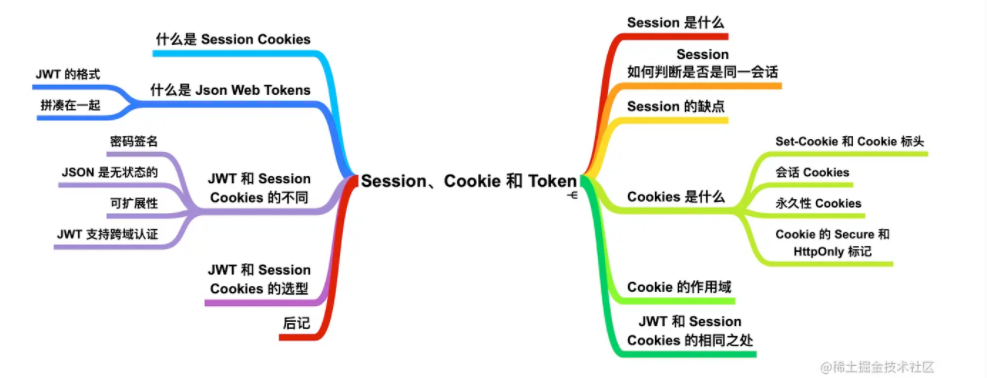 Session、Cookie 和 Token
Session 是什么
Session
如何判断是否是同一会话
Session 的缺点
Cookies 是什么
Set-Cookie 和 Cookie 标头
会话 Cookies
永久性 Cookies
Cookie 的 Secure 和
HttpOnly 标记
Cookie 的作用域
JWT 和 Session
Cookies 的相同之处
什么是 Session Cookies
什么是 Json Web Tokens
JWT 的格式
拼凑在一起
JWT 和 Session
Cookies 的不同
密码签名
JSON 是无状态的
可扩展性
JWT 支持跨域认证
JWT 和 Session
Cookies 的选型
后记
@稀土掘金技术社区